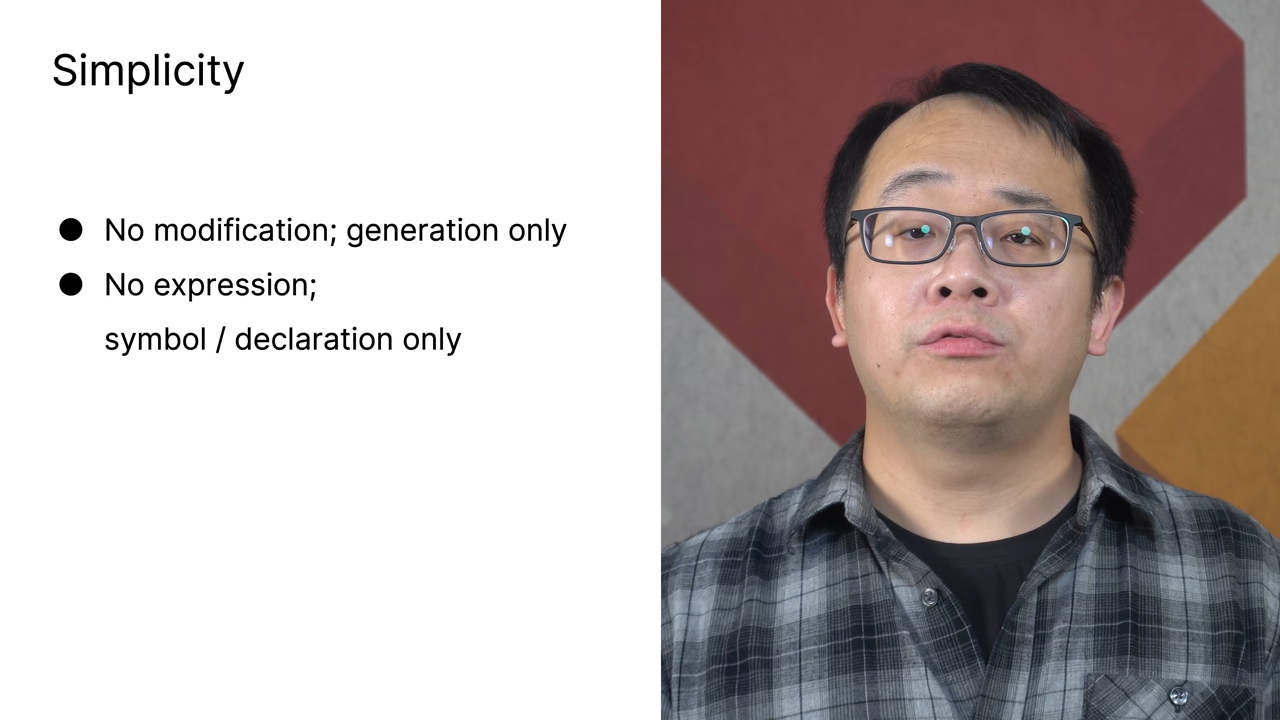 Simplicity
● No modification; generation only
● No expression;
symbol / declaration only